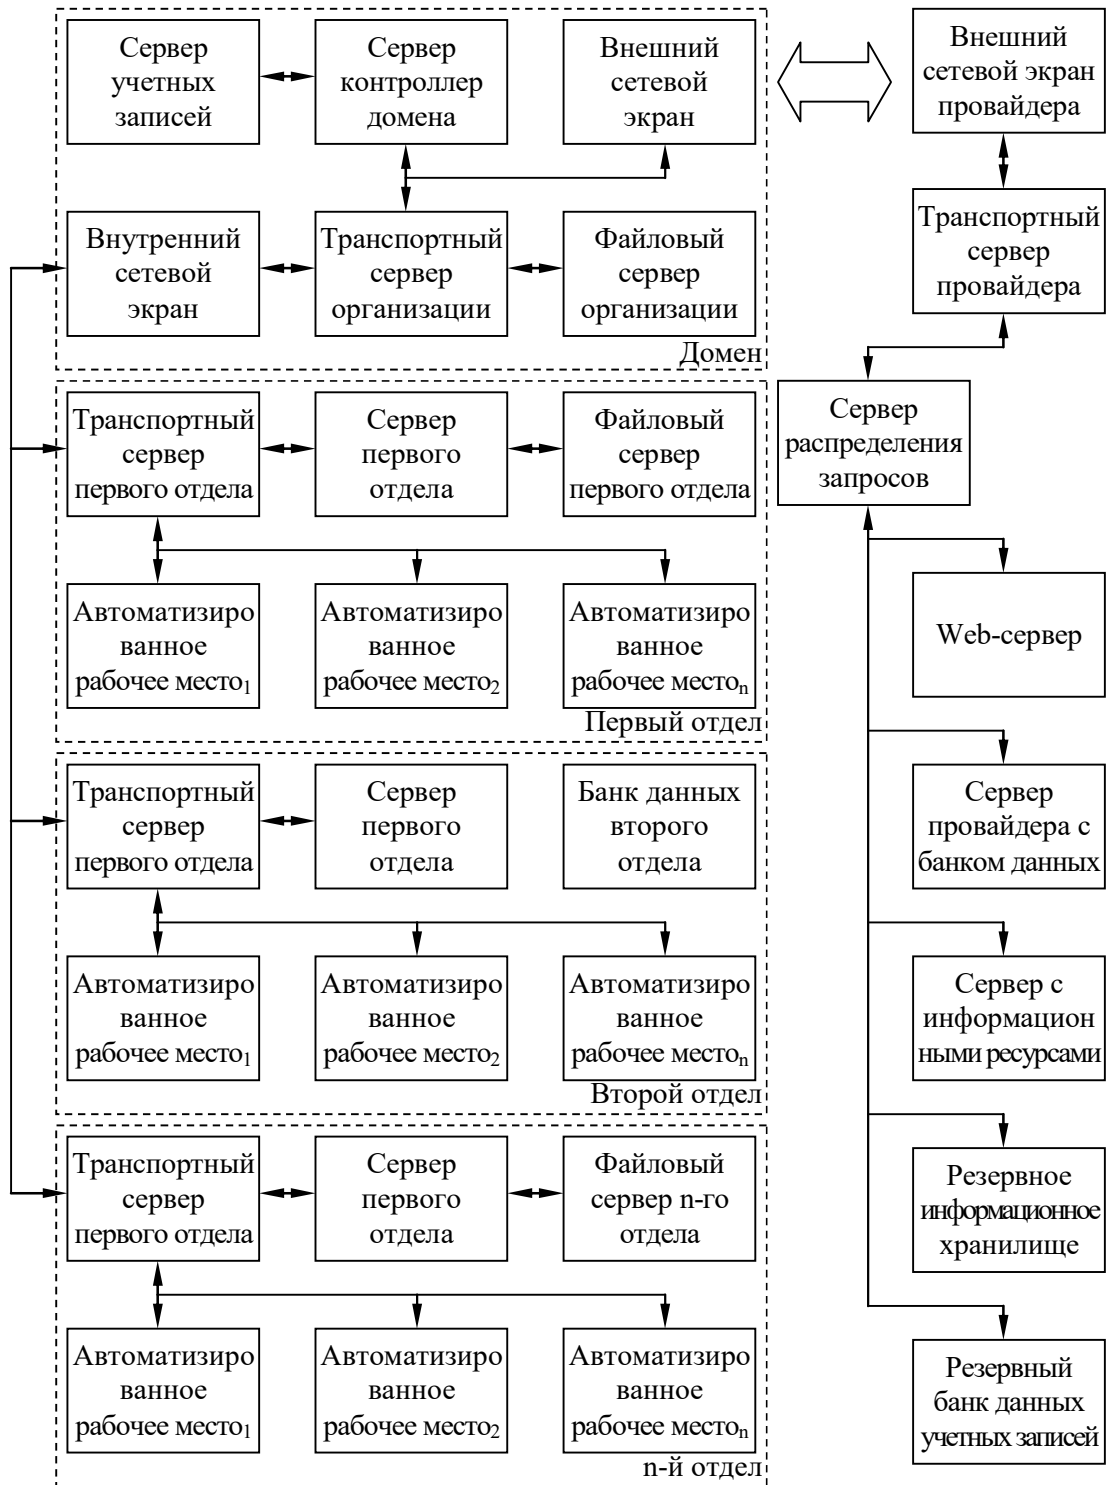 Сервер
учетных
записей
Сервер
контроллер
домена
Внешний
сетевой
экран
Внешний
сетевой экран
провайдера
Внутренний
сетевой
экран
Транспортный
сервер
организации
Файловый
сервер
организации
Домен
Транспортный
сервер
провайдера
Транспортный
сервер
первого отдела
Сервер
первого
отдела
Файловый
сервер
первого отдела
Сервер
распределения
запросов
Автоматизиро
ванное
рабочее место1
Автоматизиро
ванное
рабочее место2
Автоматизиро
ванное
рабочее местоn
Первый отдел
Web-сервер
Транспортный
сервер
первого отдела
Сервер
первого
отдела
Банк данных
второго
отдела
Сервер
провайдера с
банком данных
Автоматизиро
ванное
рабочее место1
Автоматизиро
ванное
рабочее место2
Автоматизиро
ванное
рабочее местоn
Второй отдел
Сервер с
информацион
ными ресурсами
Транспортный
сервер
первого отдела
Сервер
первого
отдела
Файловый
сервер n-го
отдела
Резервное
информационное
хранилище
Автоматизиро
ванное
рабочее место1
Автоматизиро
ванное
рабочее место2
Автоматизиро
ванное
рабочее местоn
n-й отдел
Резервный
банк данных
учетных записей